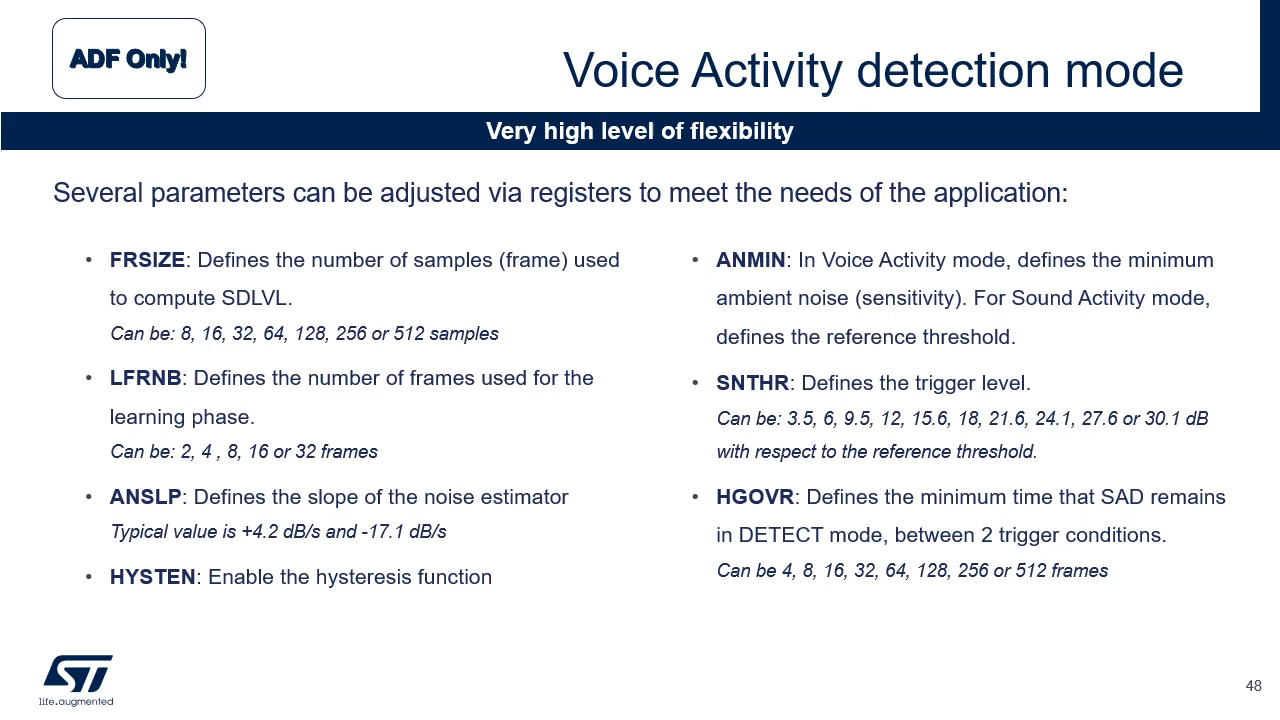 ADF Only!
Voice Activity detection mode
Very high level of flexibility
Several parameters can be adjusted via registers to meet the needs of the application:
• FRSIZE: Defines the number of samples (frame) used
to compute SDLVL.
Can be: 8, 16, 32, 64, 128, 256 or 512 samples
• LFRNB: Defines the number of frames used for the
learning phase.
Can be: 2, 4 , 8, 16 or 32 frames
• ANSLP: Defines the slope of the noise estimator
Typical value is +4.2 dB/s and -17.1 dB/s
• HYSTEN: Enable the hysteresis function
• ANMIN: In Voice Activity mode, defines the minimum
ambient noise (sensitivity). For Sound Activity mode,
defines the reference threshold.
• SNTHR: Defines the trigger level.
Can be: 3.5, 6, 9.5, 12, 15.6, 18, 21.6, 24.1, 27.6 or 30.1 dB
with respect to the reference threshold.
• HGOVR: Defines the minimum time that SAD remains
in DETECT mode, between 2 trigger conditions.
Can be 4, 8, 16, 32, 64, 128, 256 or 512 frames
ST
life.augmented
48